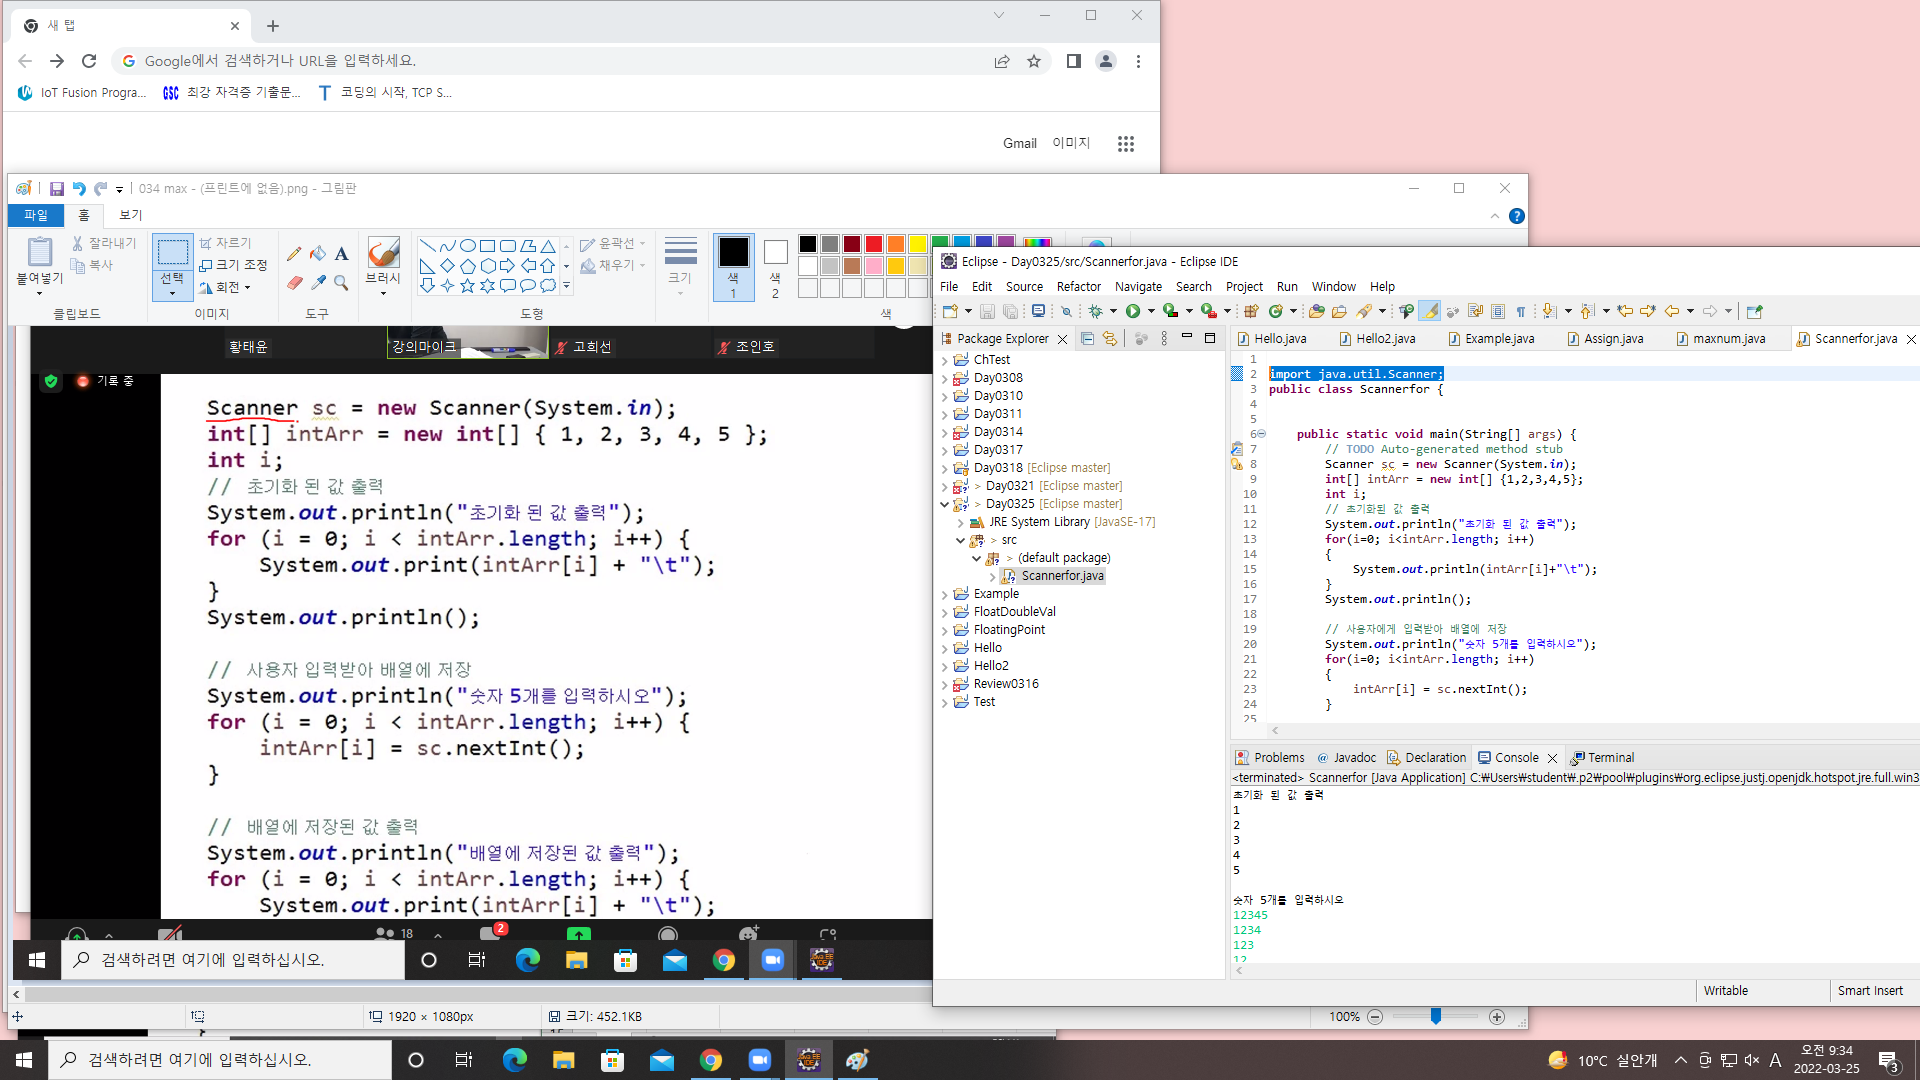 새 탭
Google에서 검색하거나 URL을 입력하세요.
IoT Fusion Progra...
GSC 최강 자격증 기출문...
T 코딩의 시작, TCP S...
Gmail 이미지
034 max - (프린트에 없음).png - 그림판
파일 홈 보기
붙여넣기
잘라내기
복사
클립보드
선택
자르기
크기 조정
회전
이미지
A
도구
브러시
윤곽선
채우기
도형
크기
색
1
색
2
색
황태윤
강의마이크
고희선
조인호
기록 중
Scanner sc = new Scanner(System.in);
int[] intArr = new int[] { 1, 2, 3, 4, 5 };
int i;
// 초기화 된 값 출력
System.out.println("초기화 된 값 출력");
for (i = 0; i < intArr.length; i++) {
System.out.print(intArr[i] + "\t");
}
System.out.println();
// 사용자 입력받아 배열에 저장
System.out.println("숫자 5개를 입력하시오");
for (i = 0; i < intArr.length; i++) {
intArr[i] = sc.nextInt();
}
// 배열에 저장된 값 출력
System.out.println("배열에 저장된 값 출력");
for (i = 0; i < intArr.length; i++) {
System.out.print(intArr[i] + "\t");
18
2
검색하려면 여기에 입력하십시오.
1920 × 1080px
크기: 452.1KB
100%
Eclipse - Day0325/src/Scannerfor.java - Eclipse IDE
File Edit Source Refactor Navigate Search Project Run Window Help
Package Explorer
ChTest
Day0308
Day0310
Day0311
Day0314
Day0317
Day0318 [Eclipse master]
> Day0321 [Eclipse master]
> Day0325 [Eclipse master]
JRE System Library [JavaSE-17]
> src
> (default package)
Scannerfor.java
Example
FloatDoubleVal
FloatingPoint
Hello
Hello2
Review0316
Test
Hello.java
Hello2.java
Example.java
Assign.java
maxnum.java
Scannerfor.java
1
2 import java.util.Scanner;
3 public class Scannerfor {
4
5
6 public static void main(String[] args) {
7 // TODO Auto-generated method stub
8 Scanner sc = new Scanner(System.in);
9 int[] intArr = new int[] {1,2,3,4,5};
10 int i;
11 // 초기화된 값 출력
12 System.out.println("초기화 된 값 출력");
13 for(i=0; i<intArr.length; i++)
14 {
15 System.out.println(intArr[i]+"\t");
16 }
17 System.out.println();
18
19 // 사용자에게 입력받아 배열에 저장
20 System.out.println("숫자 5개를 입력하시오");
21 for(i=0; i<intArr.length; i++)
22 {
23 intArr[i] = sc.nextInt();
24 }
25
Problems
@ Javadoc
Declaration
Console
Terminal
<terminated> Scannerfor [Java Application] C:₩Users₩student₩.p2₩pool₩plugins₩org.eclipse.justj.openjdk.hotspot.jre.full.win3
초기화 된 값 출력
1
2
3
4
5
숫자 5개를 입력하시오
12345
1234
123
12
Writable
Smart Insert
검색하려면 여기에 입력하십시오.
10°C 실안개
A
오전 9:34
2022-03-25
3